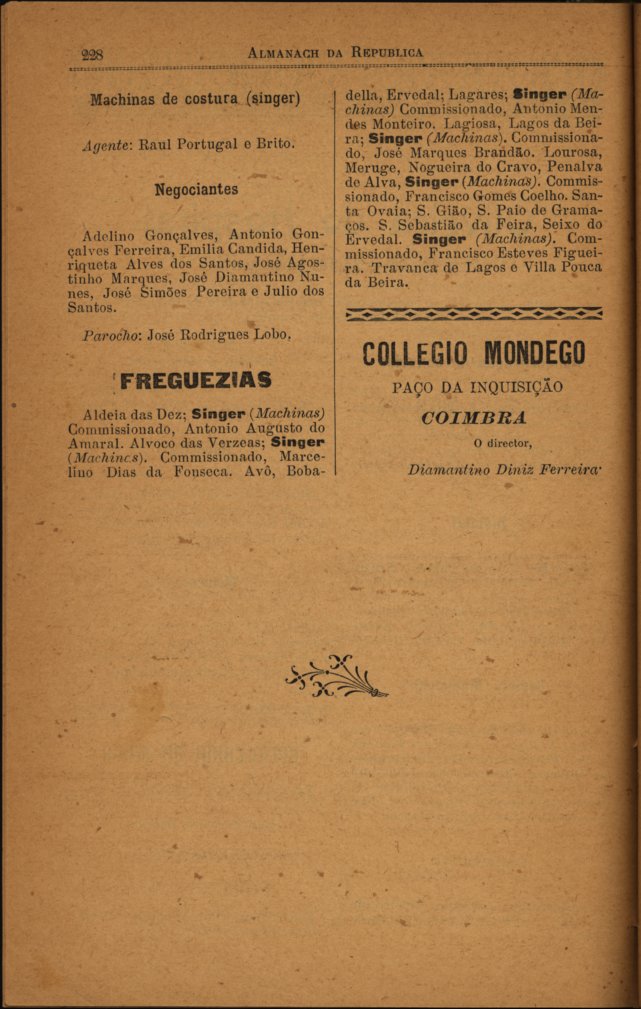 228
ALMANACH DA REPUBLICA
Machinas de costura (singer)
Agente: Raul Portugal e Brito.
Negociantes
Adelino Gonçalves, Antonio Gon-
çalves Ferreira, Emilia Candida, Hen-
riqueta Alves dos Santos, José Agos-
tinho Marques, José Diamantino Nu-
nes, José Simões Pereira e Julio dos
Santos.
Parocho: José Rodrigues Lobo.
FREGUEZIAS
Aldeia das Dez; Singer (Machinas)
Commissionado, Antonio Augusto do
Amaral. Alvoco das Verzeas; Singer
(Machinas). Commissionado, Marce-
lino Dias da Fonseca. Avô, Boba-
della, Ervedal; Lagares; Singer (Ma-
chinas) Commissionado, Antonio Men-
des Monteiro. Lagiosa, Lagos da Bei-
ra; Singer (Machinas). Commissiona-
do, José Marques Brandão. Lourosa,
Meruge, Nogueira do Cravo, Penalva
de Alva, Singer (Machinas). Commis-
sionado, Francisco Gomes Coelho. San-
ta Ovaia; S. Gião, S. Paio de Grama-
ços. S. Sebastião da Feira, Seixo do
Ervedal. Singer (Machinas). Com-
missionado, Francisco Esteves Figuei-
ra. Travanca de Lagos e Villa Pouca
da Beira.
COLLEGIO MONDEGO
PAÇO DA INQUISIÇÃO
COIMBRA
O director,
Diamantino Diniz Ferreira